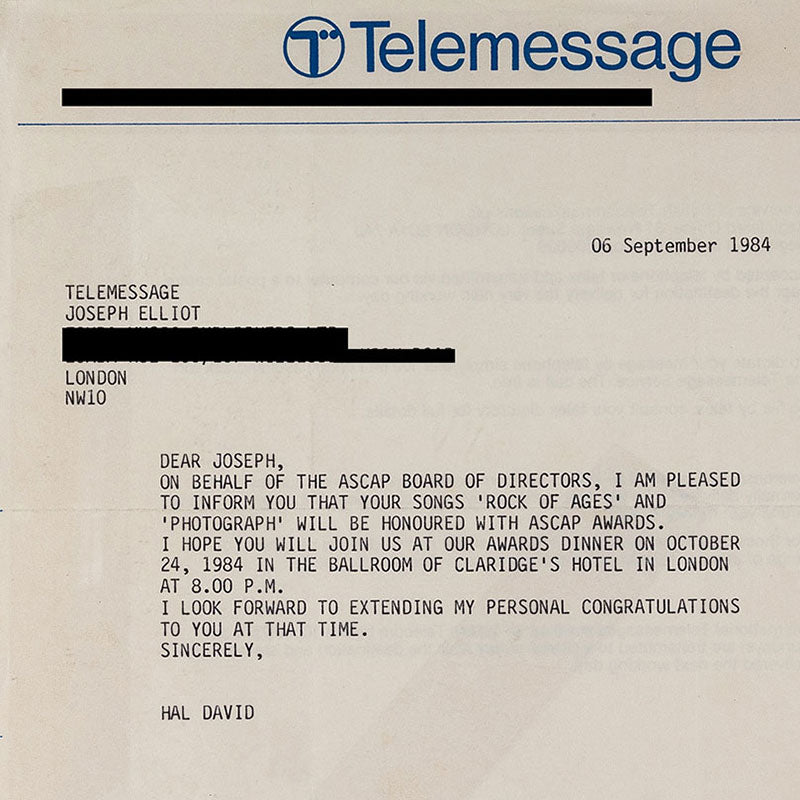 Telemessage
06 September 1984
TELEMESSAGE
JOSEPH ELLIOT
LONDON
NW10
DEAR JOSEPH,
ON BEHALF OF THE ASCAP BOARD OF DIRECTORS, I AM PLEASED
TO INFORM YOU THAT YOUR SONGS 'ROCK OF AGES' AND
'PHOTOGRAPH' WILL BE HONOURED WITH ASCAP AWARDS.
I HOPE YOU WILL JOIN US AT OUR AWARDS DINNER ON OCTOBER
24, 1984 IN THE BALLROOM OF CLARIDGE'S HOTEL IN LONDON
AT 8.00 P.M.
I LOOK FORWARD TO EXTENDING MY PERSONAL CONGRATULATIONS
TO YOU AT THAT TIME.
SINCERELY,
HAL DAVID